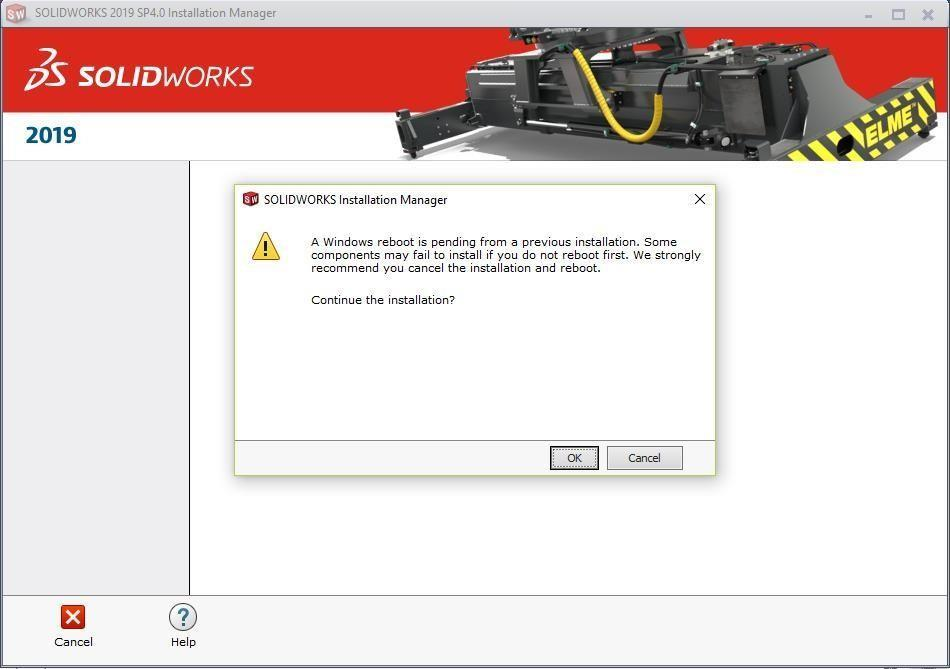 SW SOLIDWORKS 2019 SP4.0 Installation Manager
SOLIDWORKS
2019
ELME
SW SOLIDWORKS Installation Manager
A Windows reboot is pending from a previous installation. Some
components may fail to install if you do not reboot first. We strongly
recommend you cancel the installation and reboot.
Continue the installation?
OK Cancel
Cancel Help